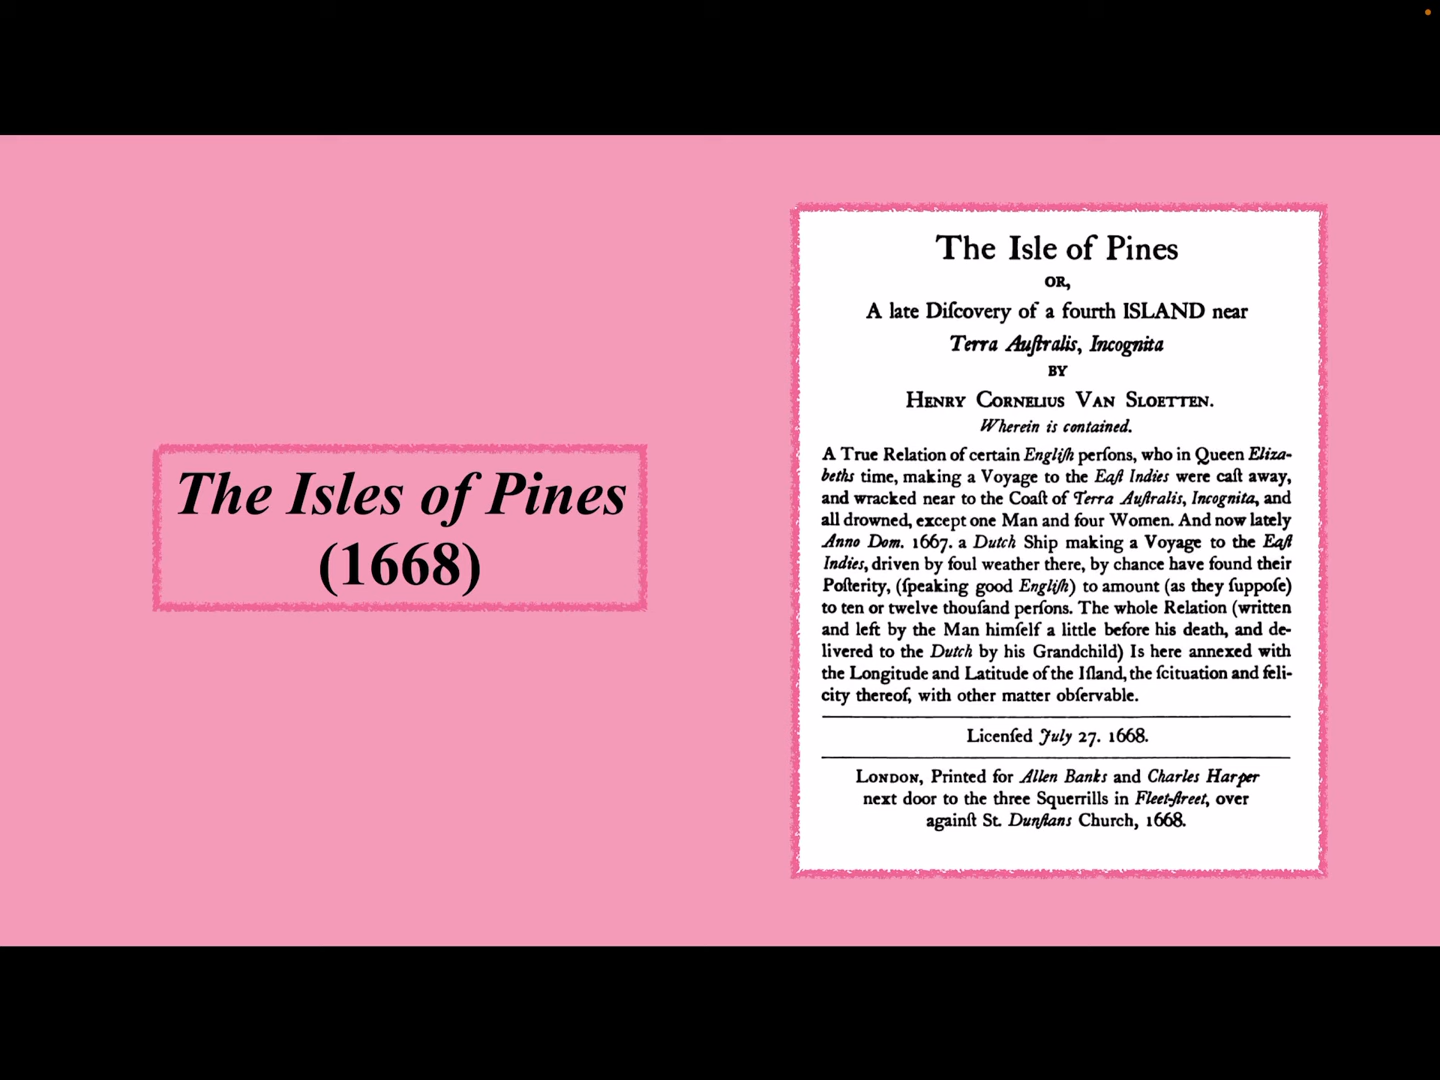 The Isles of Pines
(1668)
The Isle of Pines
OR,
A late Diſcovery of a fourth ISLAND near
Terra Auſtralis, Incognita
BY
HENRY CORNELIUS VAN SLOETTEN.
Wherein is contained.
A True Relation of certain Engliſh perſons, who in Queen Eliza-
beths time, making a Voyage to the Eaſt Indies were caſt away,
and wracked near to the Coaſt of Terra Auſtralis, Incognita, and
all drowned, except one Man and four Women. And now lately
Anno Dom. 1667. a Dutch Ship making a Voyage to the Eaſt
Indies, driven by foul weather there, by chance have found their
Poſterity, (ſpeaking good Engliſh) to amount (as they ſuppoſe)
to ten or twelve thouſand perſons. The whole Relation (written
and left by the Man himſelf a little before his death, and de-
livered to the Dutch by his Grandchild) Is here annexed with
the Longitude and Latitude of the Iſland, the ſcituation and feli-
city thereof, with other matter obſervable.
Licenſed July 27. 1668.
LONDON, Printed for Allen Banks and Charles Harper
next door to the three Squerrills in Fleet-ſtreet, over
againſt St. Dunſtans Church, 1668.